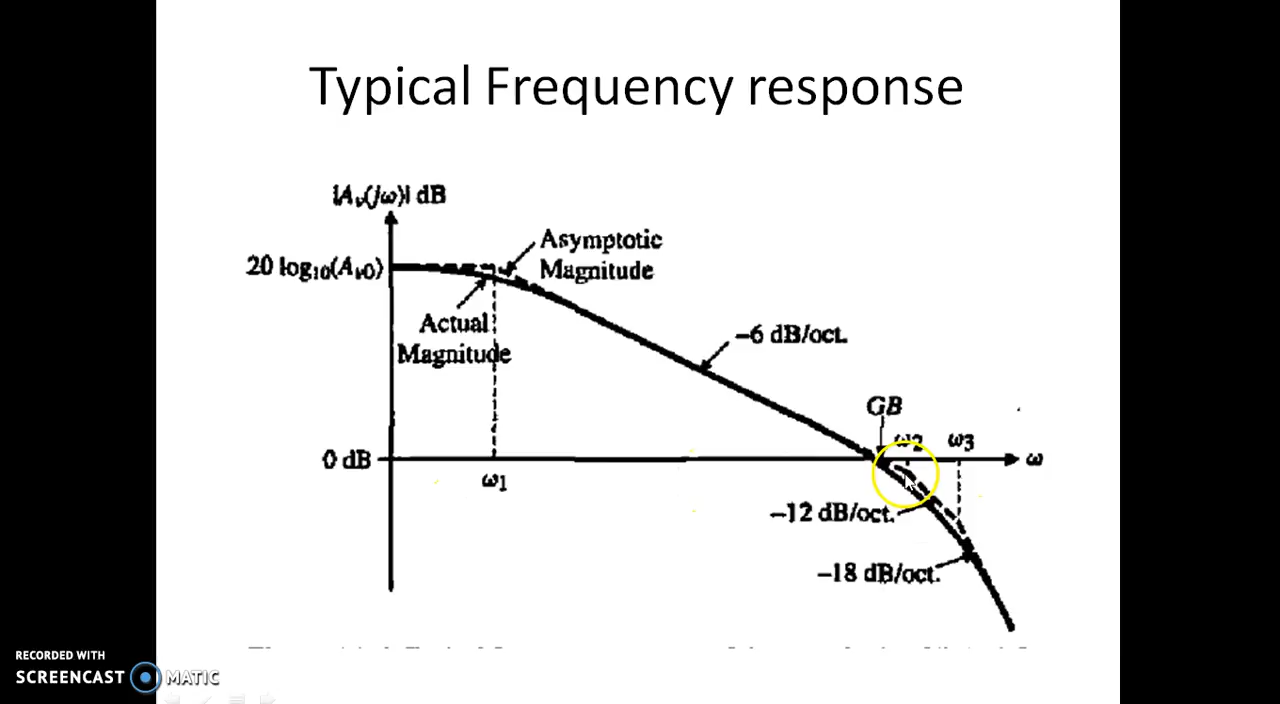 Typical Frequency response
|Aᵥ(jω)| dB
20 log₁₀(Aᵥ₀)
Asymptotic
Magnitude
Actual
Magnitude
−6 dB/oct.
GB
ω2 ω3
0 dB
ω
ω1
−12 dB/oct.
−18 dB/oct.
RECORDED WITH
SCREENCAST MATIC